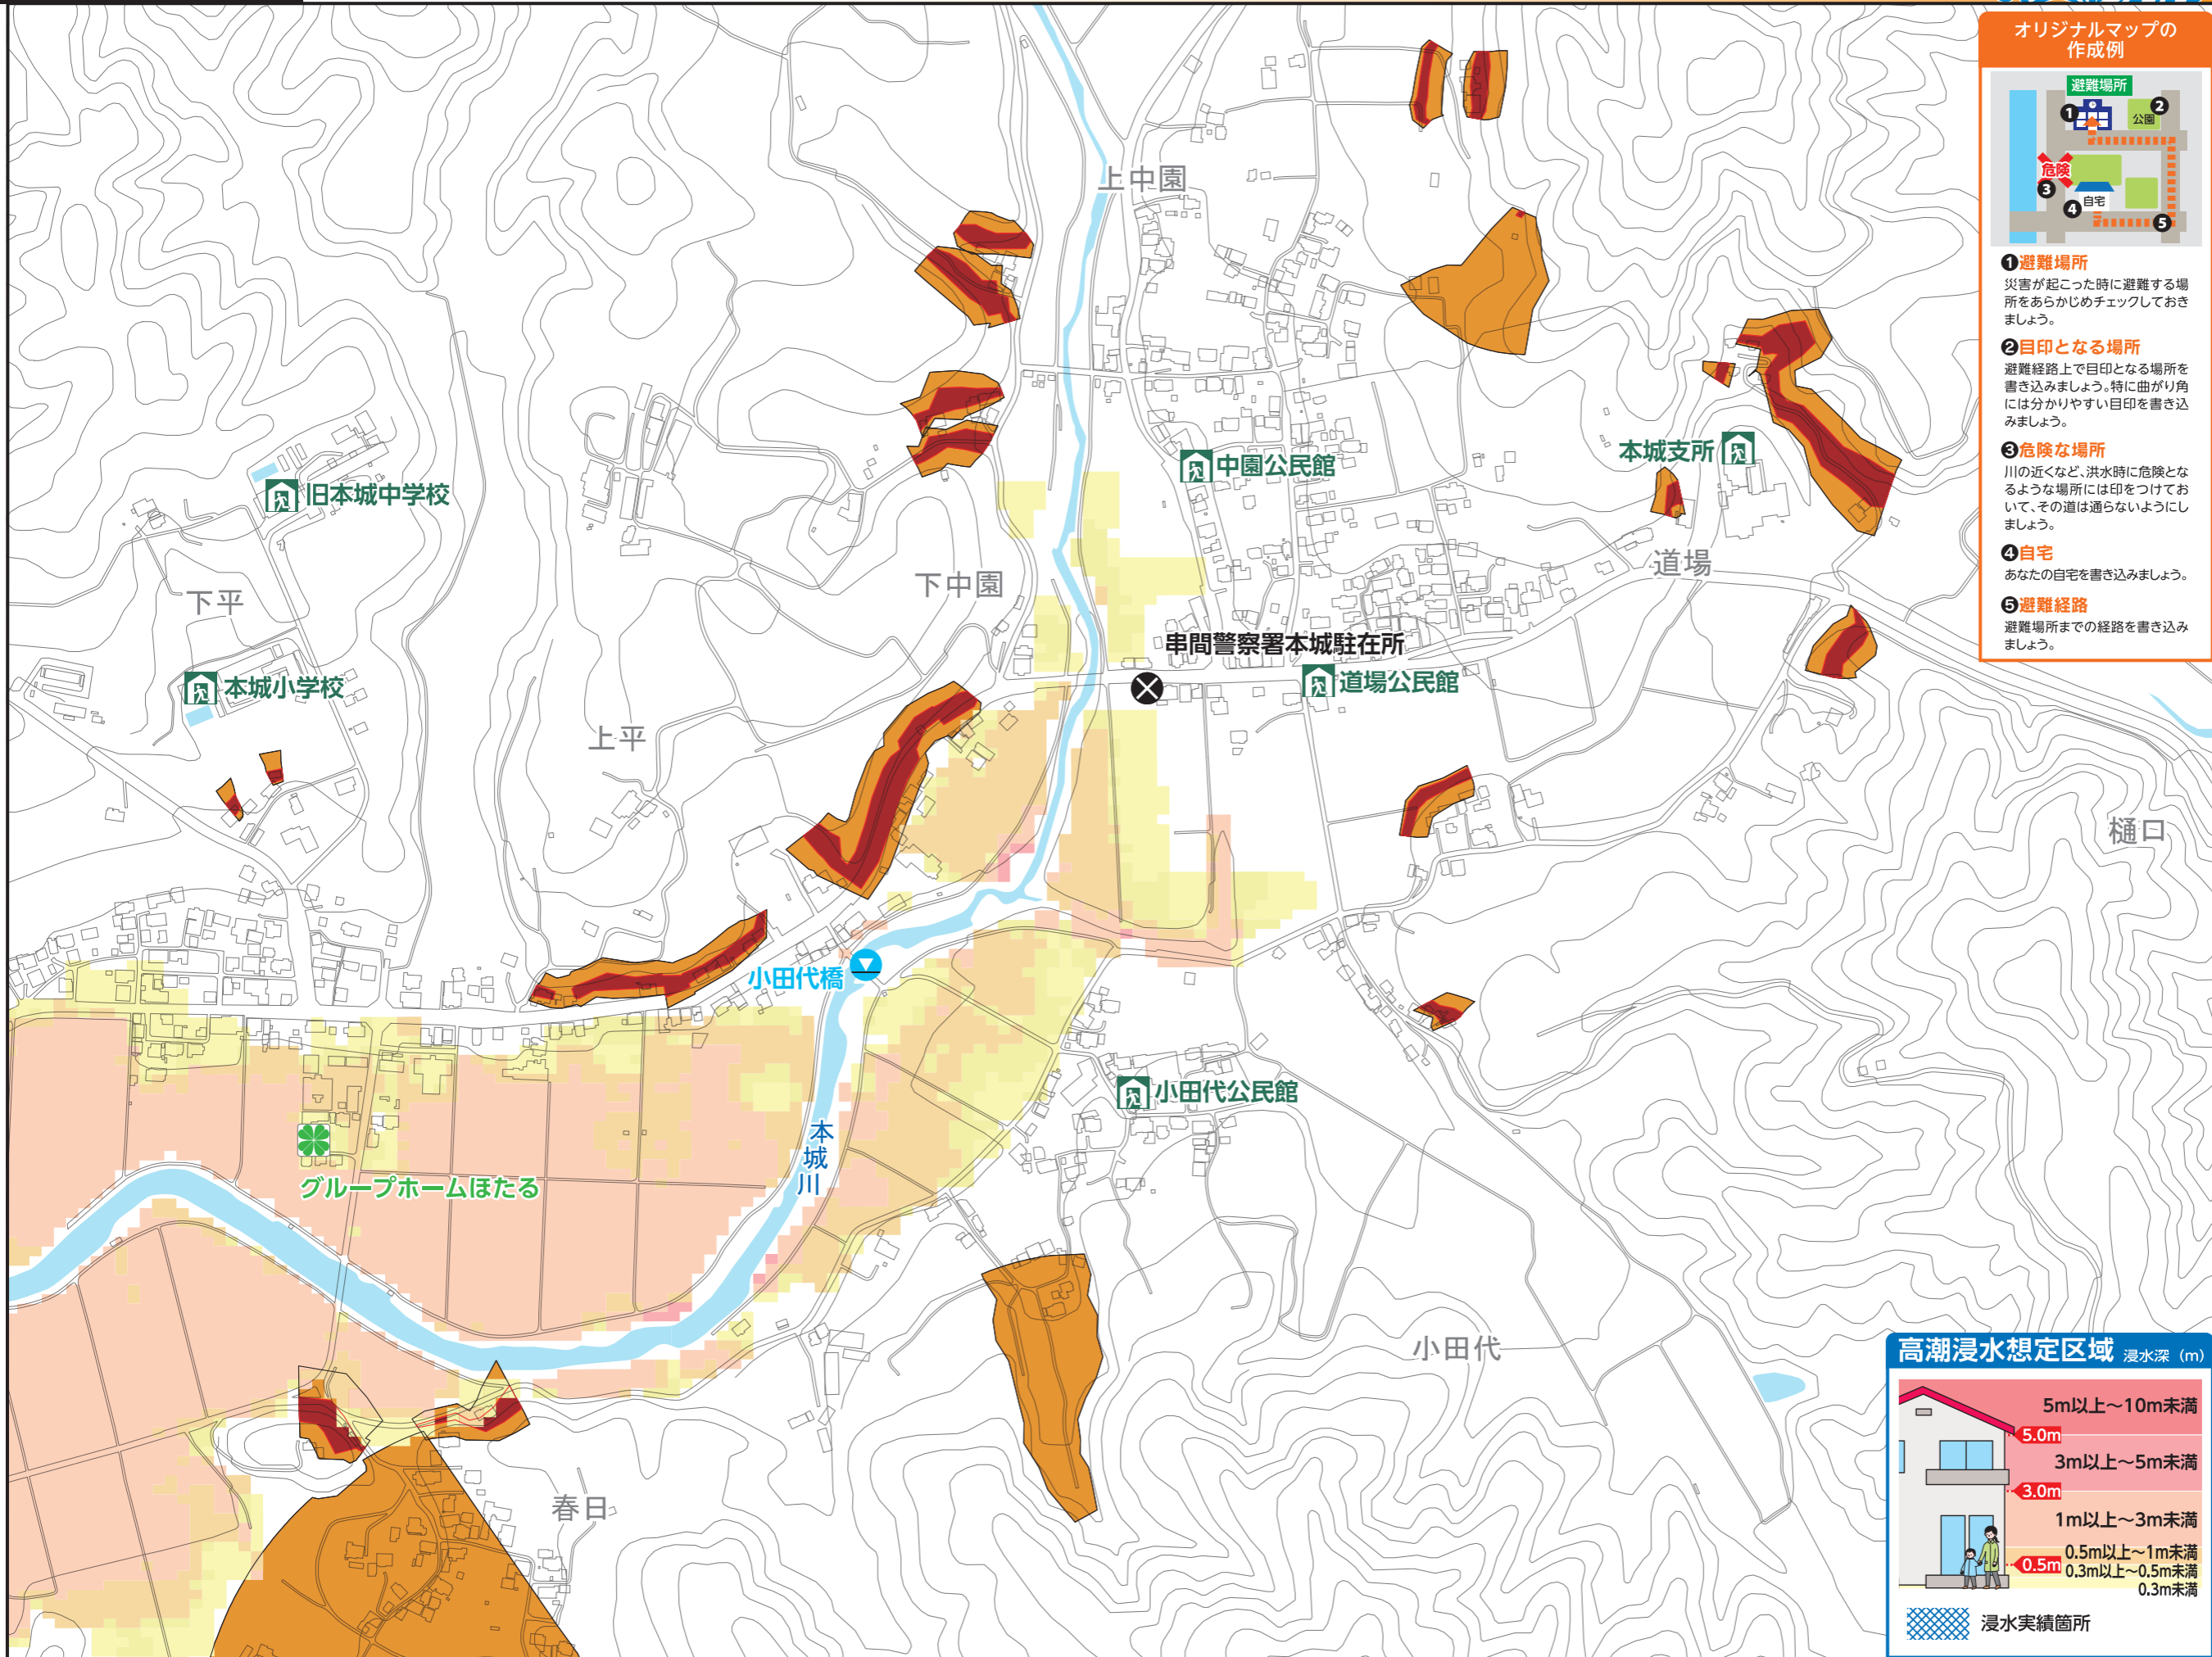 オリジナルマップの
作成例
避難場所
❶
❷
公園
危険
❸
❹
自宅
❺
❶避難場所
災害が起こった時に避難する場
所をあらかじめチェックしておき
ましょう。
❷目印となる場所
避難経路上で目印となる場所を
書き込みましょう。特に曲がり角
には分かりやすい目印を書き込
みましょう。
❸危険な場所
川の近くなど、洪水時に危険とな
るような場所には印をつけてお
いて、その道は通らないようにし
ましょう。
❹自宅
あなたの自宅を書き込みましょう。
❺避難経路
避難場所までの経路を書き込み
ましょう。
上中園
中園公民館
本城支所
旧本城中学校
道場
下中園
下平
串間警察署本城駐在所
道場公民館
本城小学校
上平
樋口
小田代橋
小田代公民館
本城川
グループホームほたる
小田代
春日
高潮浸水想定区域 浸水深（m）
5m以上～10m未満
5.0m
3m以上～5m未満
3.0m
1m以上～3m未満
0.5m以上～1m未満
0.5m
0.3m以上～0.5m未満
0.3m未満
浸水実績箇所